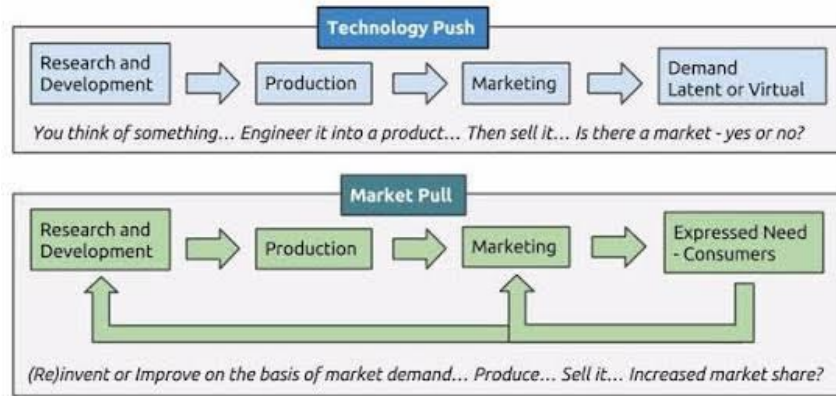 Technology Push
Research and
Development
Production
Marketing
Demand
Latent or Virtual
You think of something... Engineer it into a product... Then sell it... Is there a market - yes or no?
Market Pull
Research and
Development
Production
Marketing
Expressed Need
- Consumers
(Re)invent or Improve on the basis of market demand... Produce... Sell it... Increased market share?